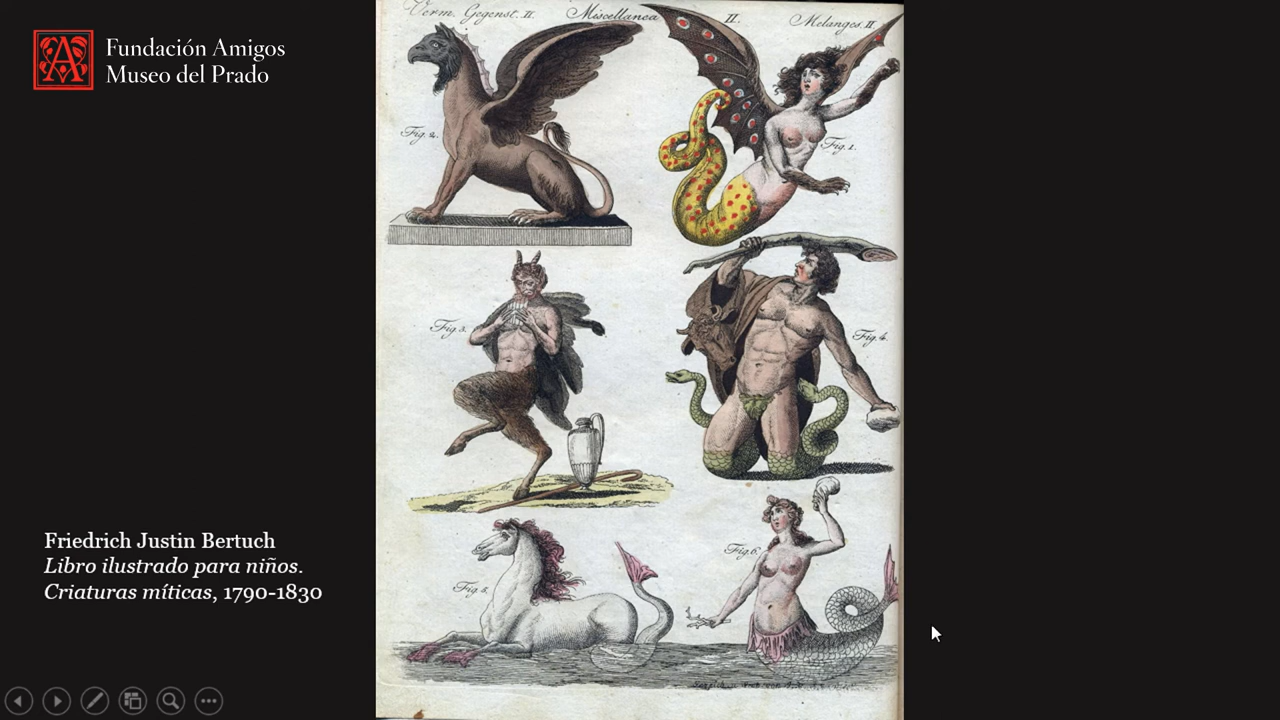 Fundación Amigos
Museo del Prado
Verm. Gegenst. II. Miscellanea II. Melanges. II
Fig. 2.
Fig. 1.
Fig. 3.
Fig. 4.
Fig. 5.
Fig. 6.
Friedrich Justin Bertuch
Libro ilustrado para niños.
Criaturas míticas, 1790-1830